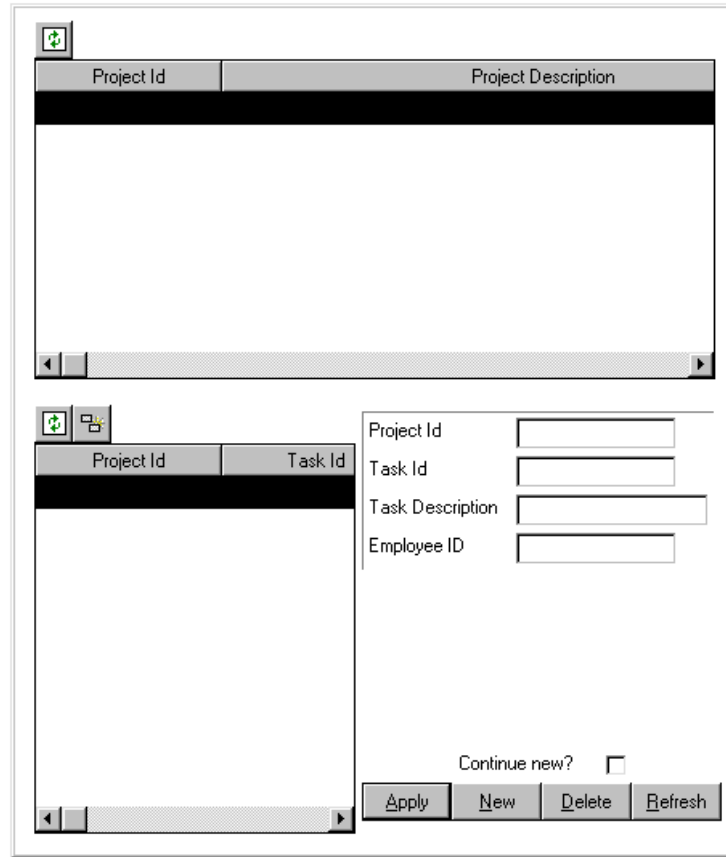 Project Id Project Description
Project Id Task Id
Project Id
Task Id
Task Description
Employee ID
Continue new?
Apply New Delete Refresh